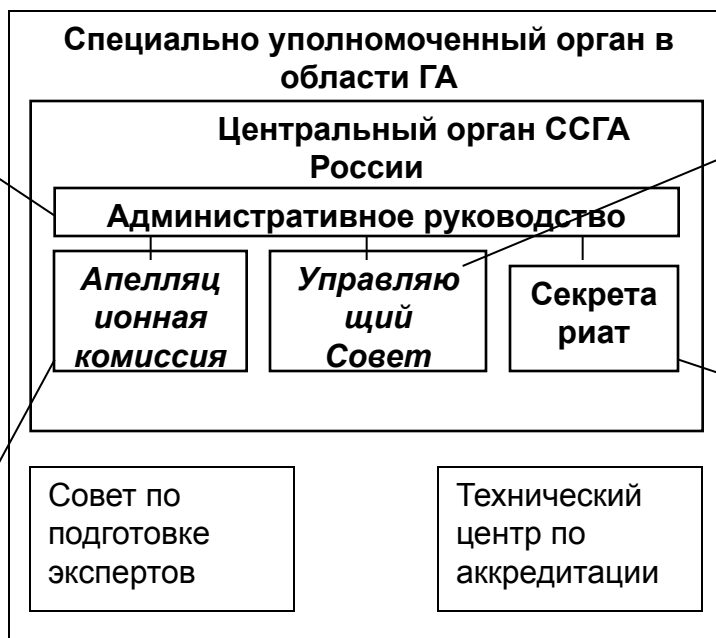 Специально уполномоченный орган в
области ГА
Центральный орган ССГА
России
Административное руководство
Апелляц
ионная
комиссия
Управляю
щий
Совет
Секрета
риат
Совет по
подготовке
экспертов
Технический
центр по
аккредитации